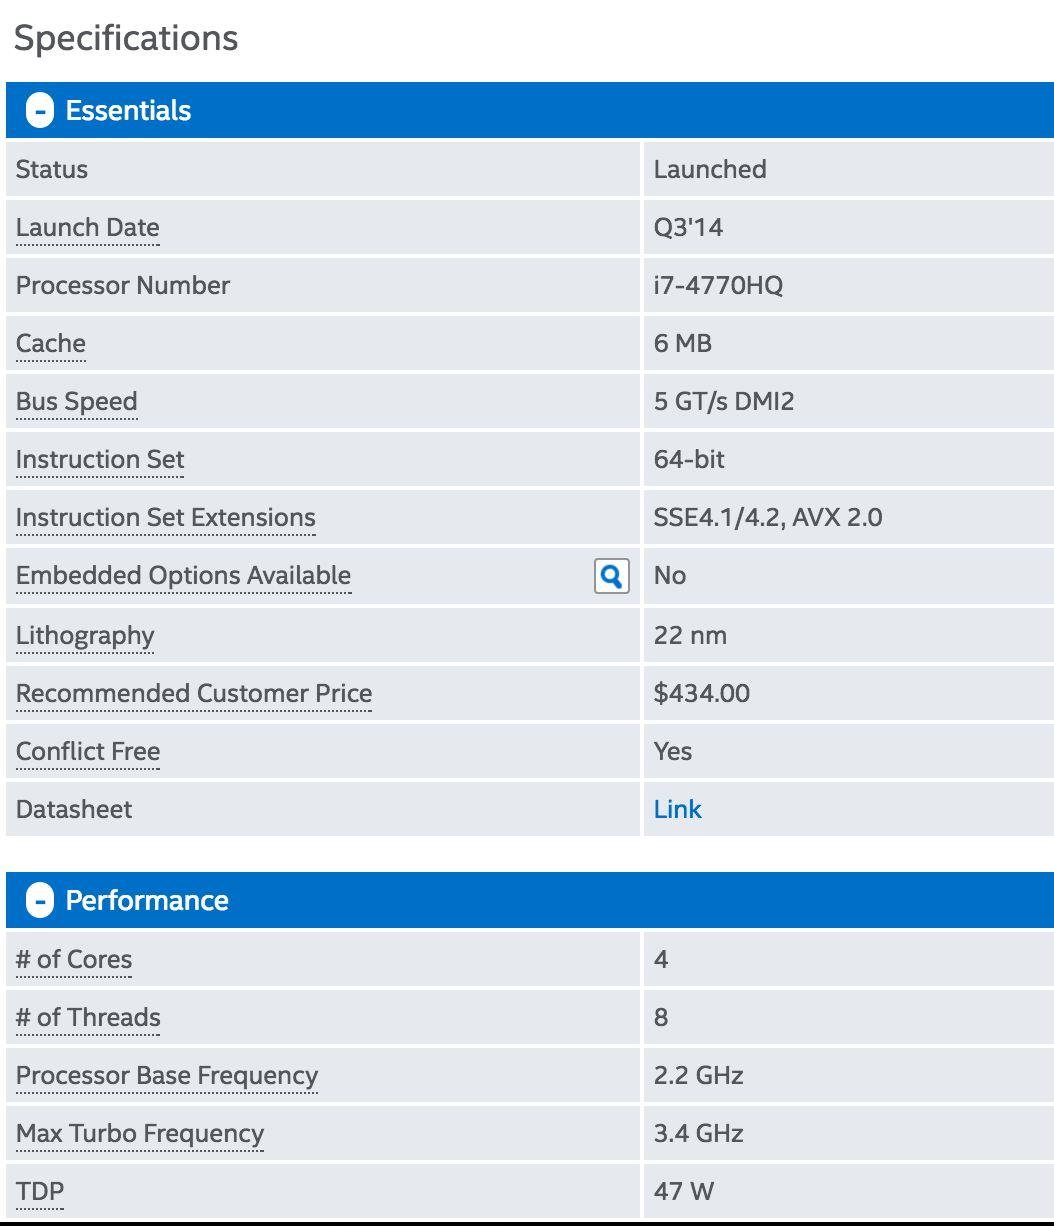 Specifications
- Essentials
Status Launched
Launch Date Q3'14
Processor Number i7-4770HQ
Cache 6 MB
Bus Speed 5 GT/s DMI2
Instruction Set 64-bit
Instruction Set Extensions SSE4.1/4.2, AVX 2.0
Embedded Options Available No
Lithography 22 nm
Recommended Customer Price $434.00
Conflict Free Yes
Datasheet Link
- Performance
# of Cores 4
# of Threads 8
Processor Base Frequency 2.2 GHz
Max Turbo Frequency 3.4 GHz
TDP 47 W